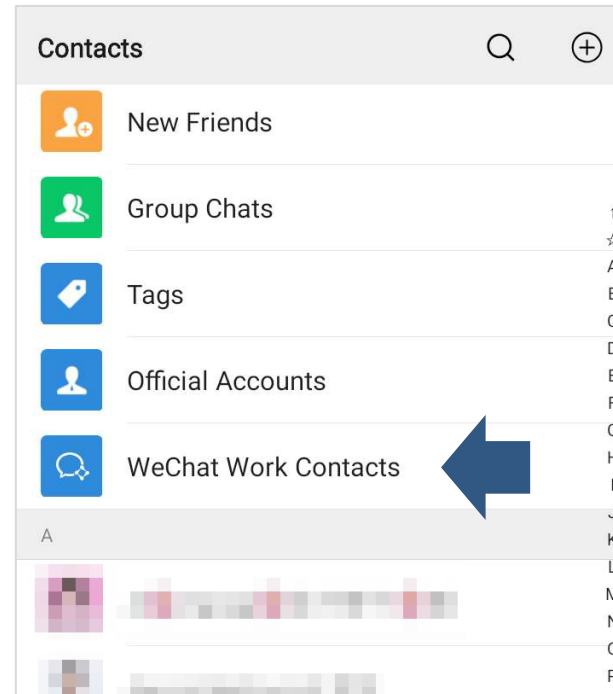 Contacts
New Friends
Group Chats
Tags
Official Accounts
WeChat Work Contacts
A